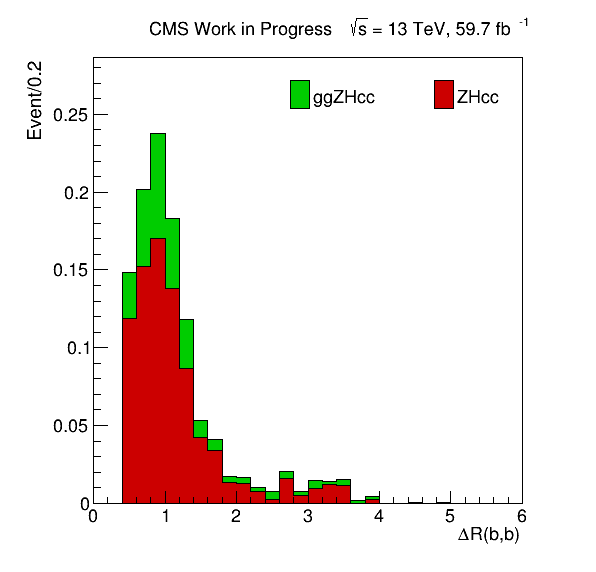 CMS Work in Progress √s = 13 TeV, 59.7 fb⁻¹
Event/0.2
ggZHcc ZHcc
0.25
0.2
0.15
0.1
0.05
0
0 1 2 3 4 5 6
ΔR(b,b)